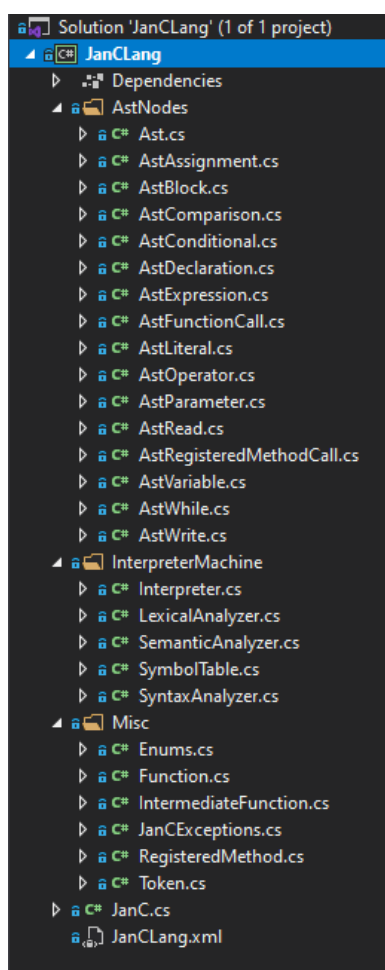 Solution 'JanCLang' (1 of 1 project)
C# JanCLang
Dependencies
AstNodes
C# Ast.cs
C# AstAssignment.cs
C# AstBlock.cs
C# AstComparison.cs
C# AstConditional.cs
C# AstDeclaration.cs
C# AstExpression.cs
C# AstFunctionCall.cs
C# AstLiteral.cs
C# AstOperator.cs
C# AstParameter.cs
C# AstRead.cs
C# AstRegisteredMethodCall.cs
C# AstVariable.cs
C# AstWhile.cs
C# AstWrite.cs
InterpreterMachine
C# Interpreter.cs
C# LexicalAnalyzer.cs
C# SemanticAnalyzer.cs
C# SymbolTable.cs
C# SyntaxAnalyzer.cs
Misc
C# Enums.cs
C# Function.cs
C# IntermediateFunction.cs
C# JanCExceptions.cs
C# RegisteredMethod.cs
C# Token.cs
C# JanC.cs
JanCLang.xml